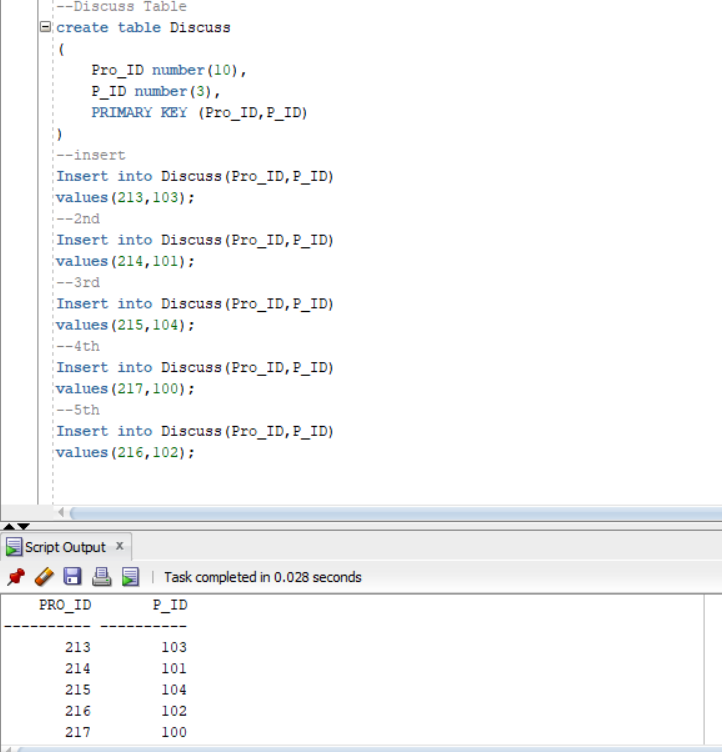 --Discuss Table
create table Discuss
(
Pro_ID number(10),
P_ID number(3),
PRIMARY KEY (Pro_ID,P_ID)
)
--insert
Insert into Discuss(Pro_ID,P_ID)
values(213,103);
--2nd
Insert into Discuss(Pro_ID,P_ID)
values(214,101);
--3rd
Insert into Discuss(Pro_ID,P_ID)
values(215,104);
--4th
Insert into Discuss(Pro_ID,P_ID)
values(217,100);
--5th
Insert into Discuss(Pro_ID,P_ID)
values(216,102);
Script Output x
Task completed in 0.028 seconds
PRO_ID P_ID
---------- ----------
213 103
214 101
215 104
216 102
217 100